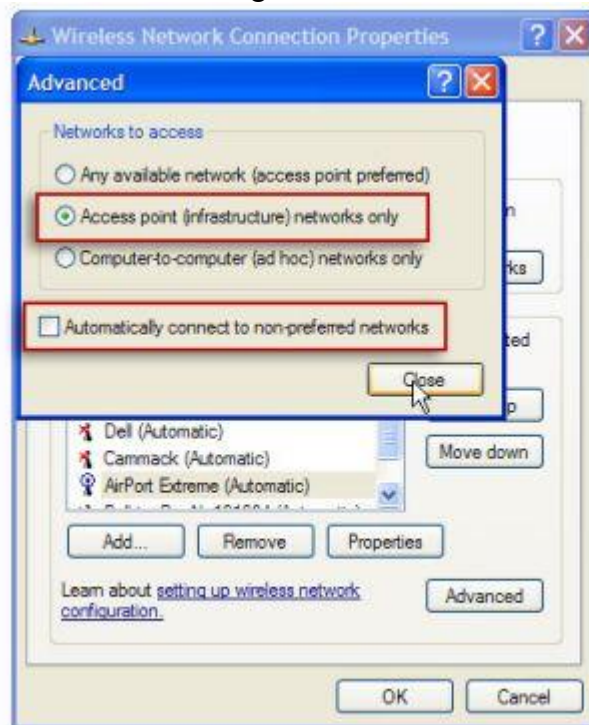 Wireless Network Connection Properties
Advanced
Networks to access
Any available network (access point preferred)
Access point (infrastructure) networks only
Computer-to-computer (ad hoc) networks only
Automatically connect to non-preferred networks
Close
Dell (Automatic)
Cammack (Automatic)
AirPort Extreme (Automatic)
Move down
Add...
Remove
Properties
Learn about setting up wireless network
configuration.
Advanced
OK
Cancel